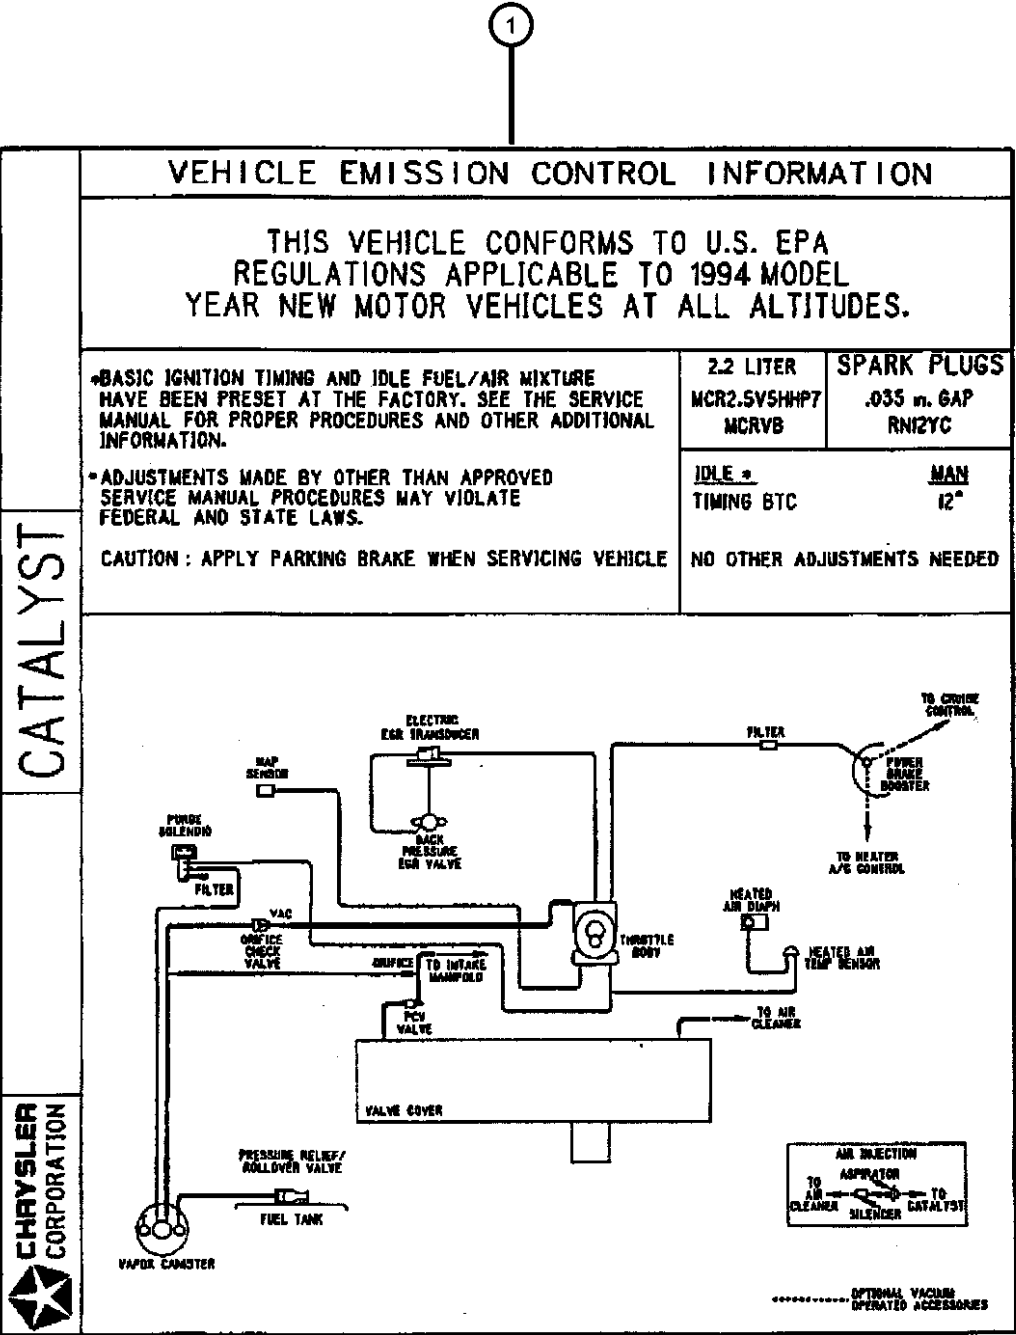 1
VEHICLE EMISSION CONTROL INFORMATION
THIS VEHICLE CONFORMS TO U.S. EPA
REGULATIONS APPLICABLE TO 1994 MODEL
YEAR NEW MOTOR VEHICLES AT ALL ALTITUDES.
•BASIC IGNITION TIMING AND IDLE FUEL/AIR MIXTURE
HAVE BEEN PRESET AT THE FACTORY. SEE THE SERVICE
MANUAL FOR PROPER PROCEDURES AND OTHER ADDITIONAL
INFORMATION.
•ADJUSTMENTS MADE BY OTHER THAN APPROVED
SERVICE MANUAL PROCEDURES MAY VIOLATE
FEDERAL AND STATE LAWS.
CAUTION : APPLY PARKING BRAKE WHEN SERVICING VEHICLE
2.2 LITER
MCR2.5V5HHP7
MCRVB
SPARK PLUGS
.035 in. GAP
RN12YC
IDLE * MAN
TIMING BTC 12°
NO OTHER ADJUSTMENTS NEEDED
CATALYST
CHRYSLER
CORPORATION
TO CRUISE
CONTROL
ELECTRIC
EGR TRANSDUCER
FILTER
MAP
SENSOR
POWER
BRAKE
BOOSTER
PURGE
SOLENOID
BACK
PRESSURE
EGR VALVE
TO HEATER
A/C CONTROL
FILTER
HEATED
AIR DIAPH
VAC
ORIFICE
CHECK
VALVE
THROTTLE
BODY
HEATED AIR
TEMP SENSOR
ORIFICE
TO INTAKE
MANIFOLD
PCV
VALVE
TO AIR
CLEANER
VALVE COVER
PRESSURE RELIEF/
ROLLOVER VALVE
FUEL TANK
VAPOR CANISTER
AIR INJECTION
ASPIRATOR
TO
AIR
CLEANER
SILENCER
TO
CATALYST
OPTIONAL VACUUM
OPERATED ACCESSORIES